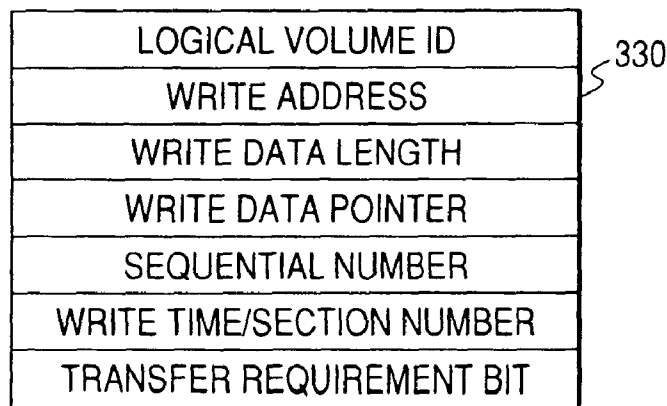 LOGICAL VOLUME ID
330
WRITE ADDRESS
WRITE DATA LENGTH
WRITE DATA POINTER
SEQUENTIAL NUMBER
WRITE TIME/SECTION NUMBER
TRANSFER REQUIREMENT BIT